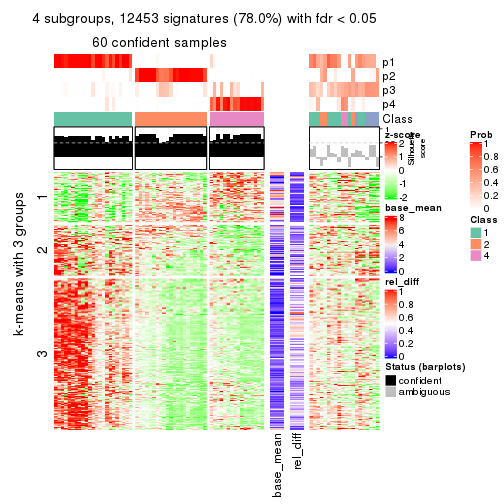 4 subgroups, 12453 signatures (78.0%) with fdr < 0.05
60 confident samples
p1
p2
p3
p4
Class
1
Silhouette
score
z-score
2
1
0
-1
-2
base_mean
8
6
4
2
0
rel_diff
1
0.8
0.6
0.4
0.2
0
Status (barplots)
confident
ambiguous
Prob
1
0.8
0.6
0.4
0.2
0
Class
1
2
4
k-means with 3 groups
1
2
3
base_mean
rel_diff